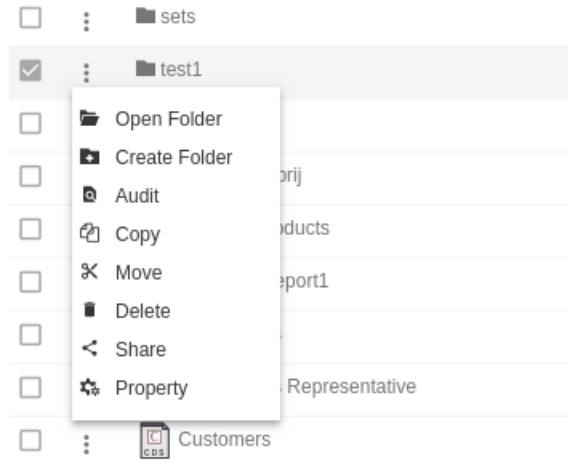 sets
test1
Open Folder
Create Folder
Audit
orij
Copy
oducts
Move
eport1
Delete
s
Share
Property
Representative
C
CDS
Customers